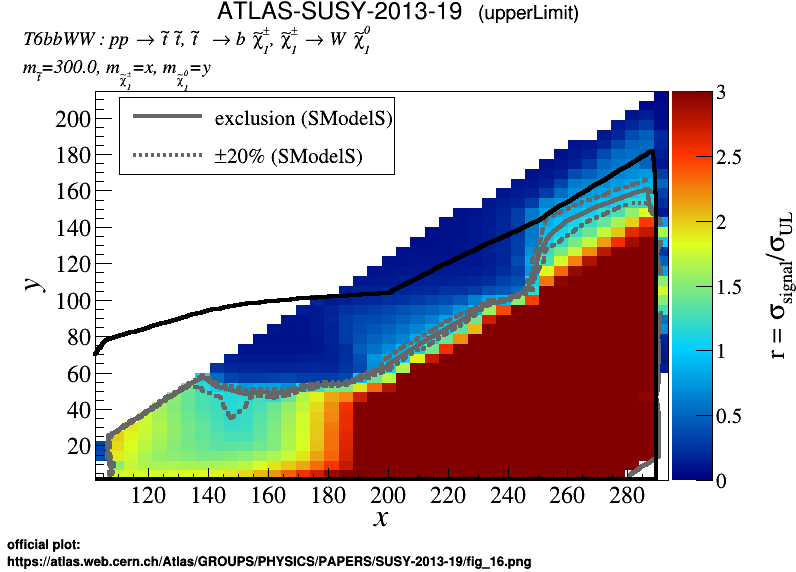 ATLAS-SUSY-2013-19 (upperLimit)
T6bbWW : pp → t̃ t̃, t̃ → b χ̃₁±, χ̃₁± → W χ̃₁⁰
m_t̃=300.0, m_χ̃₁±=x, m_χ̃₁⁰=y
exclusion (SModelS)
±20% (SModelS)
200
180
160
140
120
100
80
60
40
20
y
120 140 160 180 200 220 240 260 280
x
3
2.5
2
1.5
1
0.5
0
r = σ_signal/σ_UL
official plot:
https://atlas.web.cern.ch/Atlas/GROUPS/PHYSICS/PAPERS/SUSY-2013-19/fig_16.png